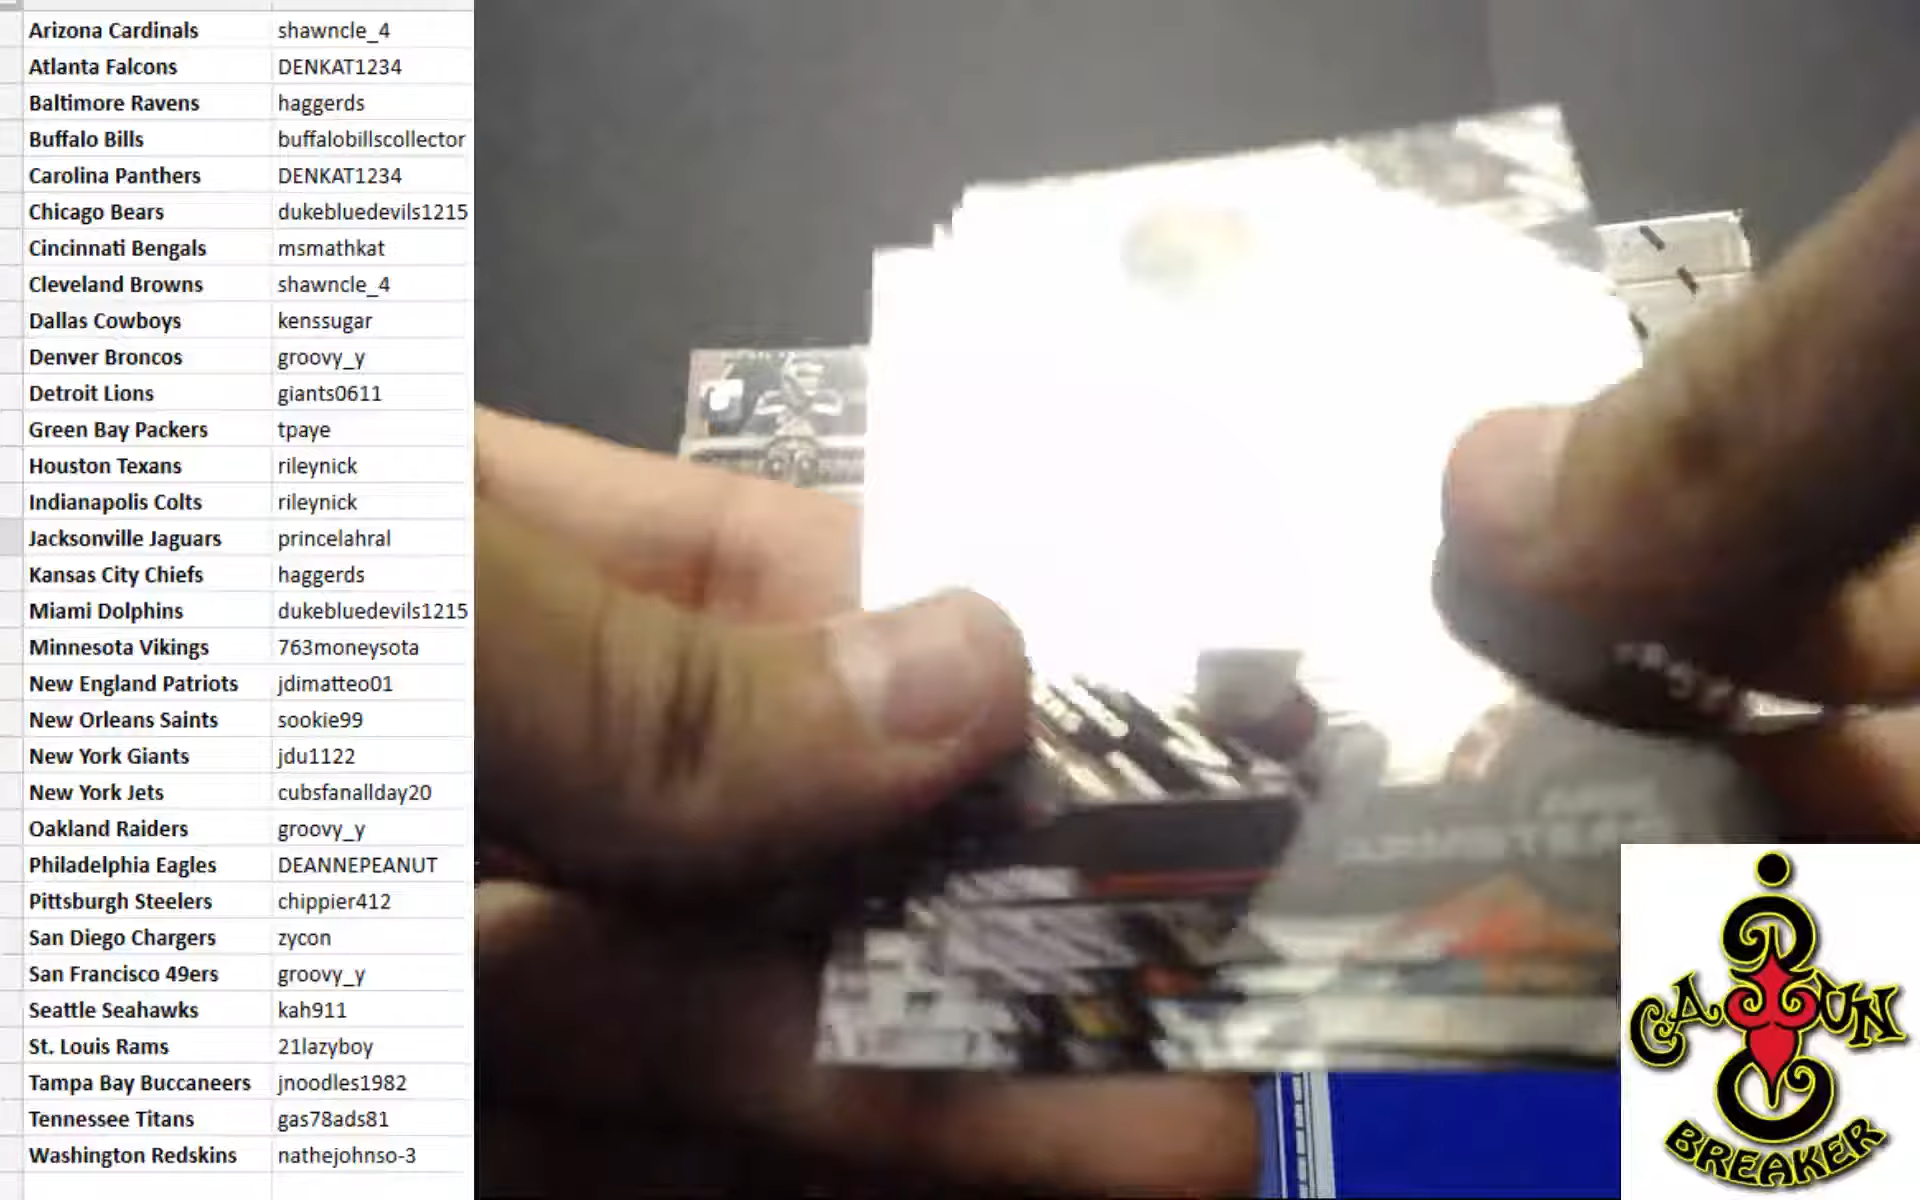 Arizona Cardinals shawncle_4
Atlanta Falcons DENKAT1234
Baltimore Ravens haggerds
Buffalo Bills buffalobillscollector
Carolina Panthers DENKAT1234
Chicago Bears dukebluedevils1215
Cincinnati Bengals msmathkat
Cleveland Browns shawncle_4
Dallas Cowboys kenssugar
Denver Broncos groovy_y
Detroit Lions giants0611
Green Bay Packers tpaye
Houston Texans rileynick
Indianapolis Colts rileynick
Jacksonville Jaguars princelahral
Kansas City Chiefs haggerds
Miami Dolphins dukebluedevils1215
Minnesota Vikings 763moneysota
New England Patriots jdimatteo01
New Orleans Saints sookie99
New York Giants jdu1122
New York Jets cubsfanallday20
Oakland Raiders groovy_y
Philadelphia Eagles DEANNEPEANUT
Pittsburgh Steelers chippier412
San Diego Chargers zycon
San Francisco 49ers groovy_y
Seattle Seahawks kah911
St. Louis Rams 21lazyboy
Tampa Bay Buccaneers jnoodles1982
Tennessee Titans gas78ads81
Washington Redskins nathejohnso-3
CAJUN
BREAKER